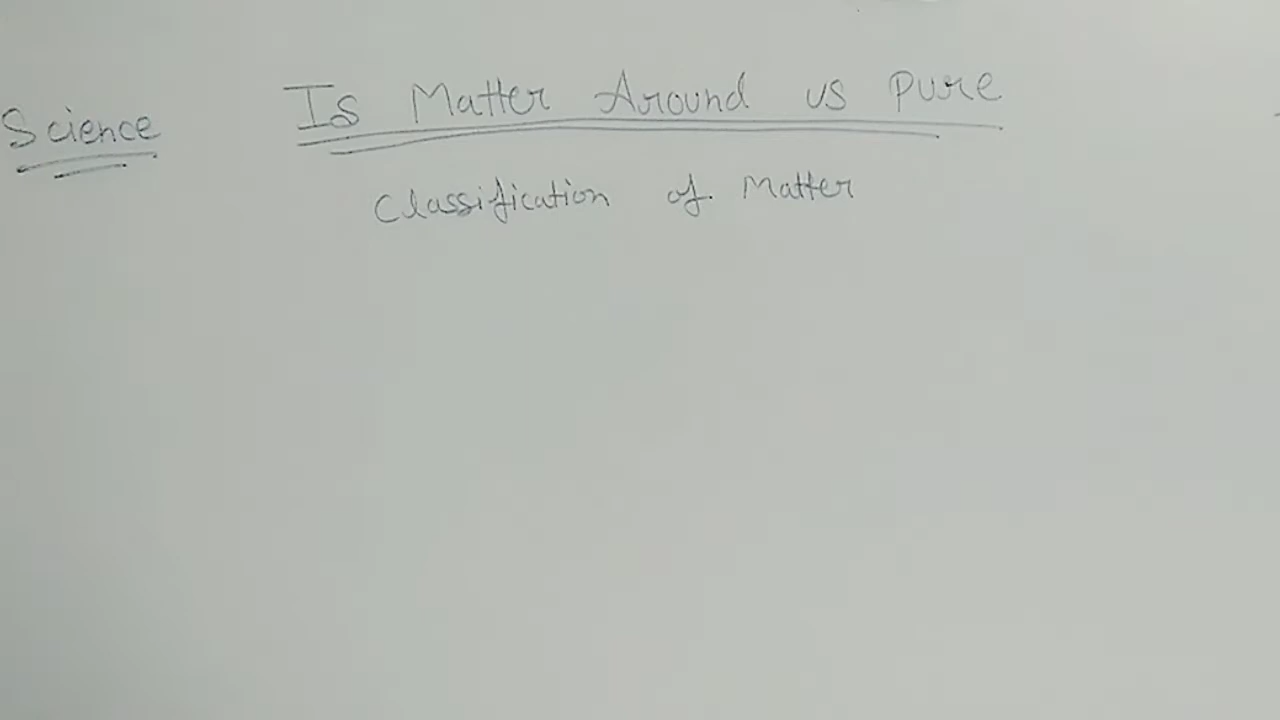 Science
Is Matter Around us Pure
Classification of. Matter